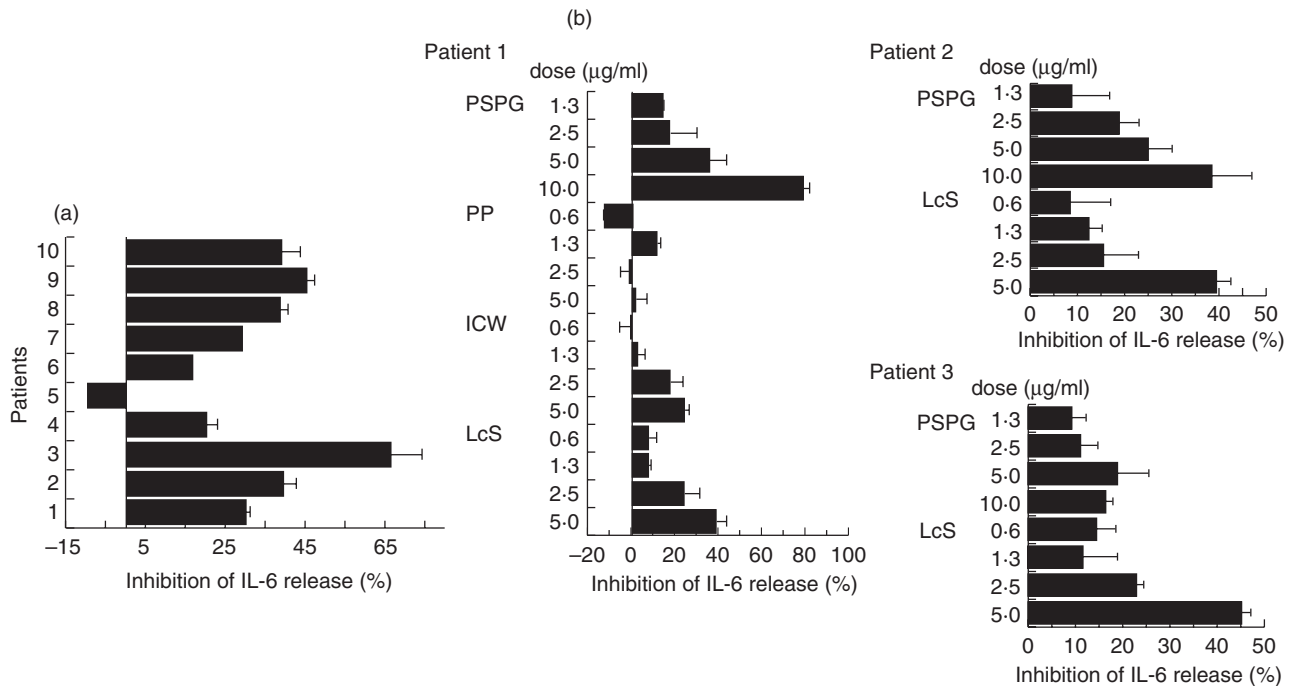 (a)
Patients
10
9
8
7
6
5
4
3
2
1
–15 5 25 45 65
Inhibition of IL-6 release (%)
(b)
Patient 1
dose (μg/ml)
PSPG 1·3
2·5
5·0
10·0
PP 0·6
1·3
2·5
5·0
ICW 0·6
1·3
2·5
5·0
LcS 0·6
1·3
2·5
5·0
–20 0 20 40 60 80 100
Inhibition of IL-6 release (%)
Patient 2
dose (μg/ml)
PSPG 1·3
2·5
5·0
10·0
LcS 0·6
1·3
2·5
5·0
0 10 20 30 40 50
Inhibition of IL-6 release (%)
Patient 3
dose (μg/ml)
PSPG 1·3
2·5
5·0
10·0
LcS 0·6
1·3
2·5
5·0
0 10 20 30 40 50
Inhibition of IL-6 release (%)